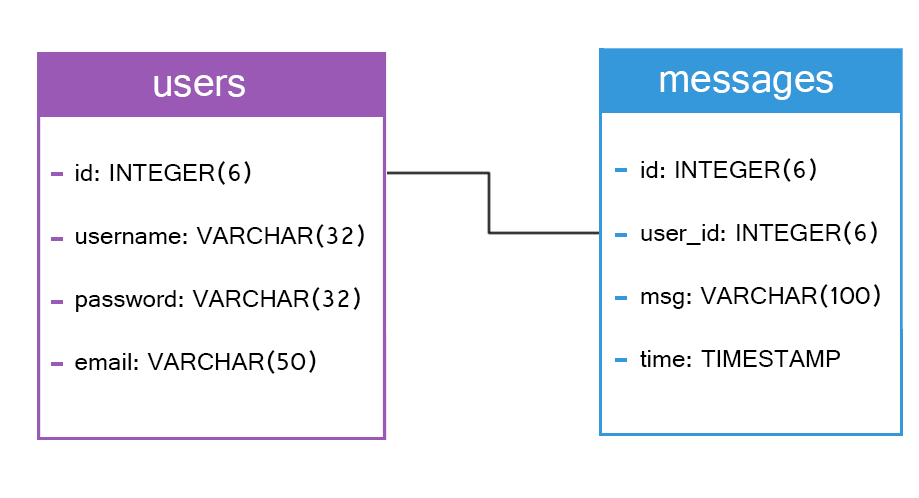 users
- id: INTEGER(6)
- username: VARCHAR(32)
- password: VARCHAR(32)
- email: VARCHAR(50)
messages
- id: INTEGER(6)
- user_id: INTEGER(6)
- msg: VARCHAR(100)
- time: TIMESTAMP